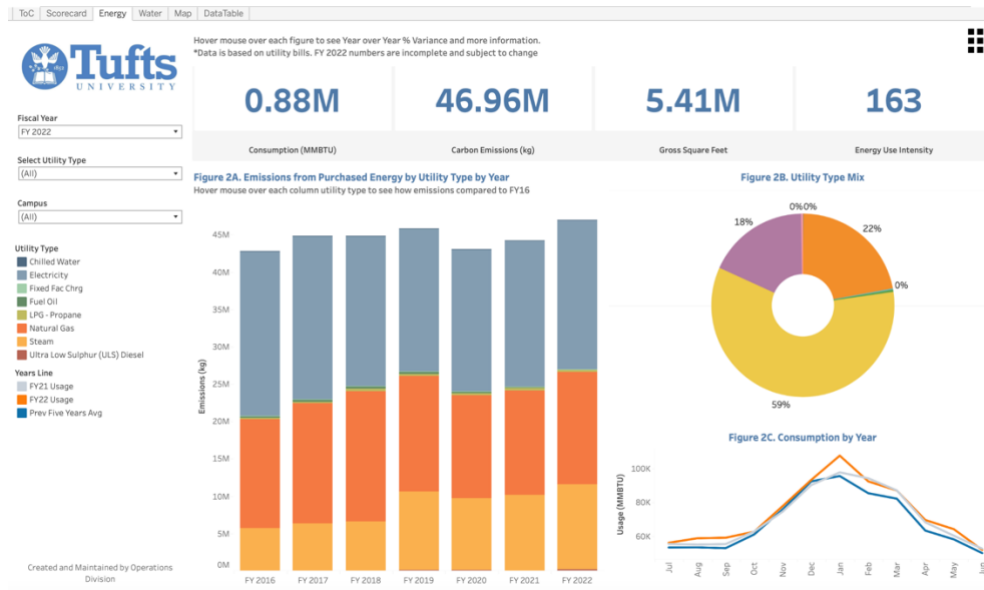 ToC Scorecard Energy Water Map DataTable
Hover mouse over each figure to see Year over Year % Variance and more information.
*Data is based on utility bills. FY 2022 numbers are incomplete and subject to change
Tufts
UNIVERSITY
0.88M 46.96M 5.41M 163
Consumption (MMBTU) Carbon Emissions (kg) Gross Square Feet Energy Use Intensity
Fiscal Year
FY 2022
Select Utility Type
(All)
Campus
(All)
Utility Type
Chilled Water
Electricity
Fixed Fac Chrg
Fuel Oil
LPG - Propane
Natural Gas
Steam
Ultra Low Sulphur (ULS) Diesel
Years Line
FY21 Usage
FY22 Usage
Prev Five Years Avg
Created and Maintained by Operations
Division
Figure 2A. Emissions from Purchased Energy by Utility Type by Year
Hover mouse over each column utility type to see how emissions compared to FY16
Emissions (kg)
45M
40M
35M
30M
25M
20M
15M
10M
5M
0M
FY 2016 FY 2017 FY 2018 FY 2019 FY 2020 FY 2021 FY 2022
Figure 2B. Utility Type Mix
0% 0%
18%
22%
0%
59%
Figure 2C. Consumption by Year
Usage (MMBTU)
100K
80K
60K
Jul Aug Sep Oct Nov Dec Jan Feb Mar Apr May Jun